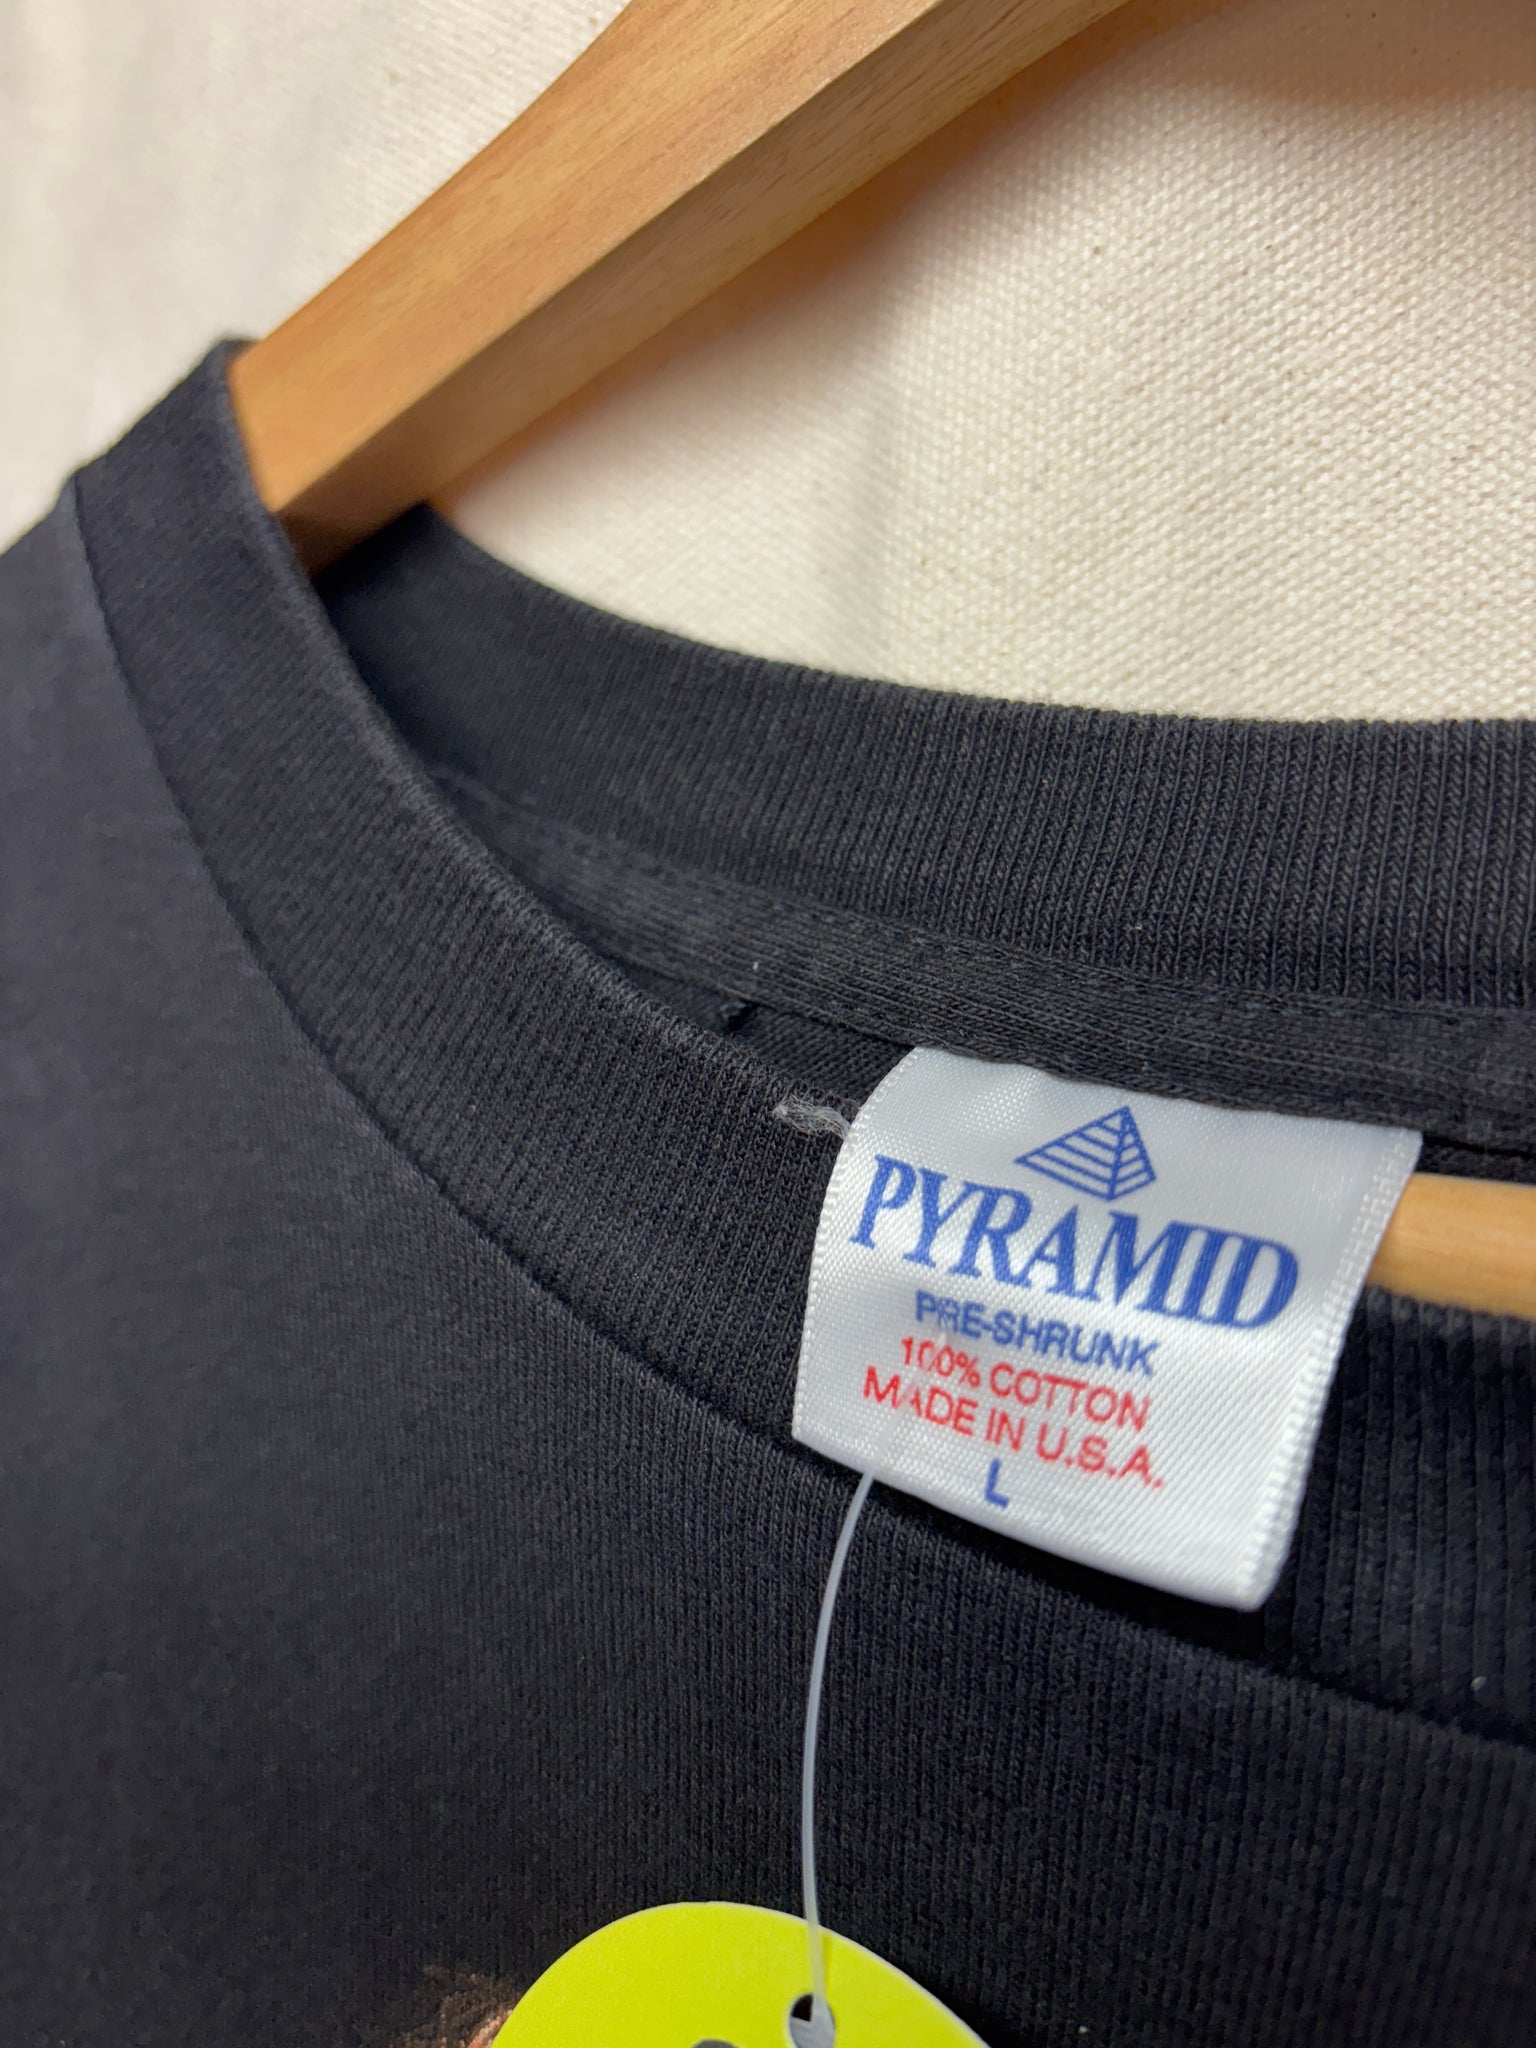 PYRAMID
PRE-SHRUNK
100% COTTON
MADE IN U.S.A.
L